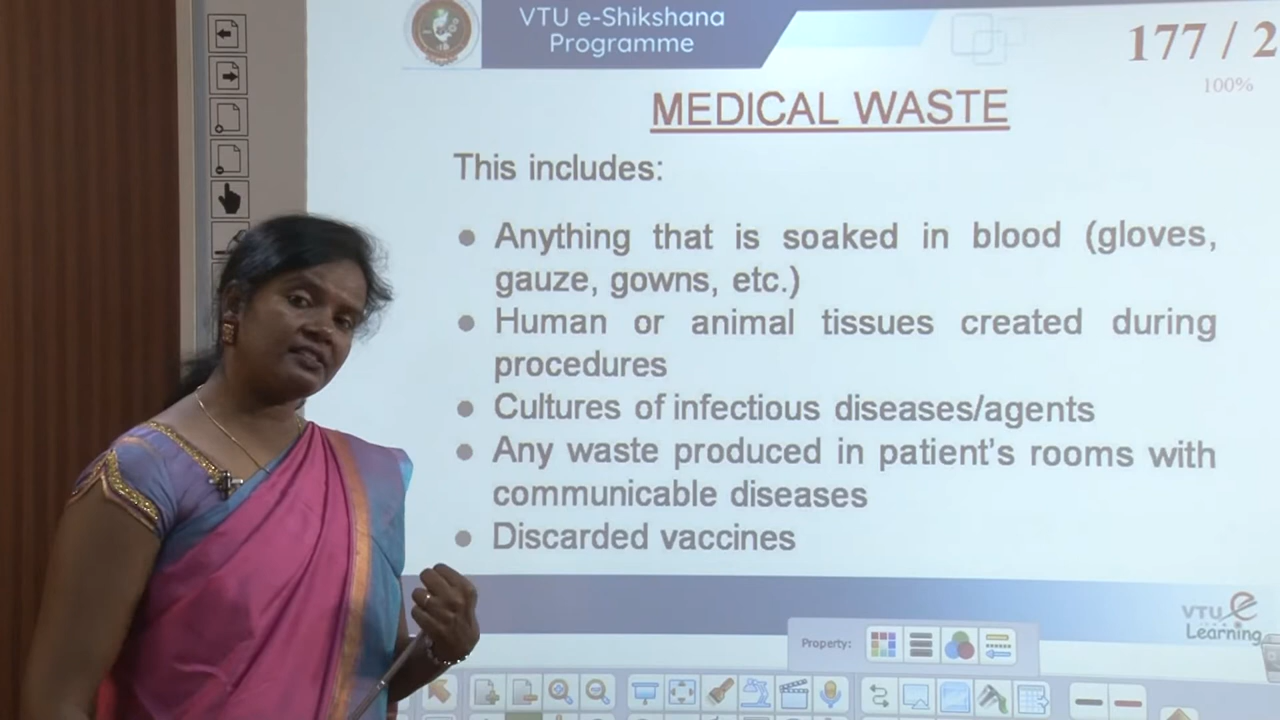 VTU e-Shikshana
Programme
177 / 2
100%
MEDICAL WASTE
This includes:
● Anything that is soaked in blood (gloves,
gauze, gowns, etc.)
● Human or animal tissues created during
procedures
● Cultures of infectious diseases/agents
● Any waste produced in patient's rooms with
communicable diseases
● Discarded vaccines
VTU e
Learning
Property: